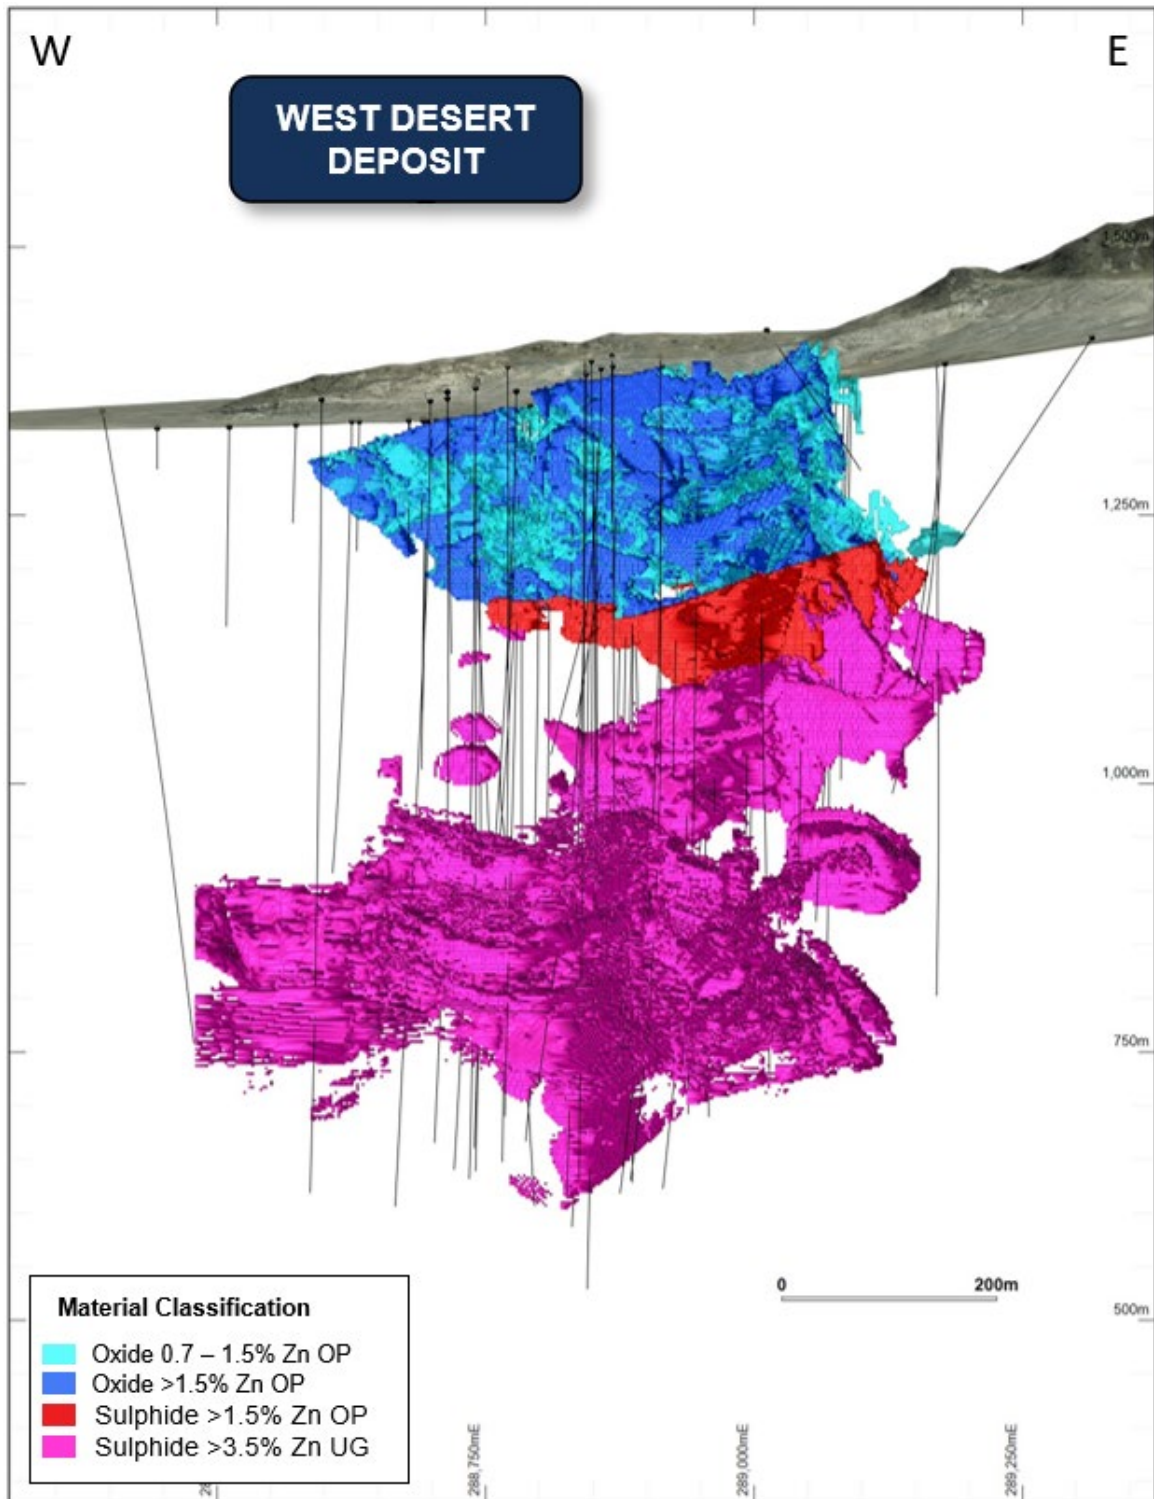 W
E
WEST DESERT
DEPOSIT
1,500m
1,250m
1,000m
750m
500m
0 200m
Material Classification
Oxide 0.7 – 1.5% Zn OP
Oxide >1.5% Zn OP
Sulphide >1.5% Zn OP
Sulphide >3.5% Zn UG
288,750mE
289,000mE
289,250mE